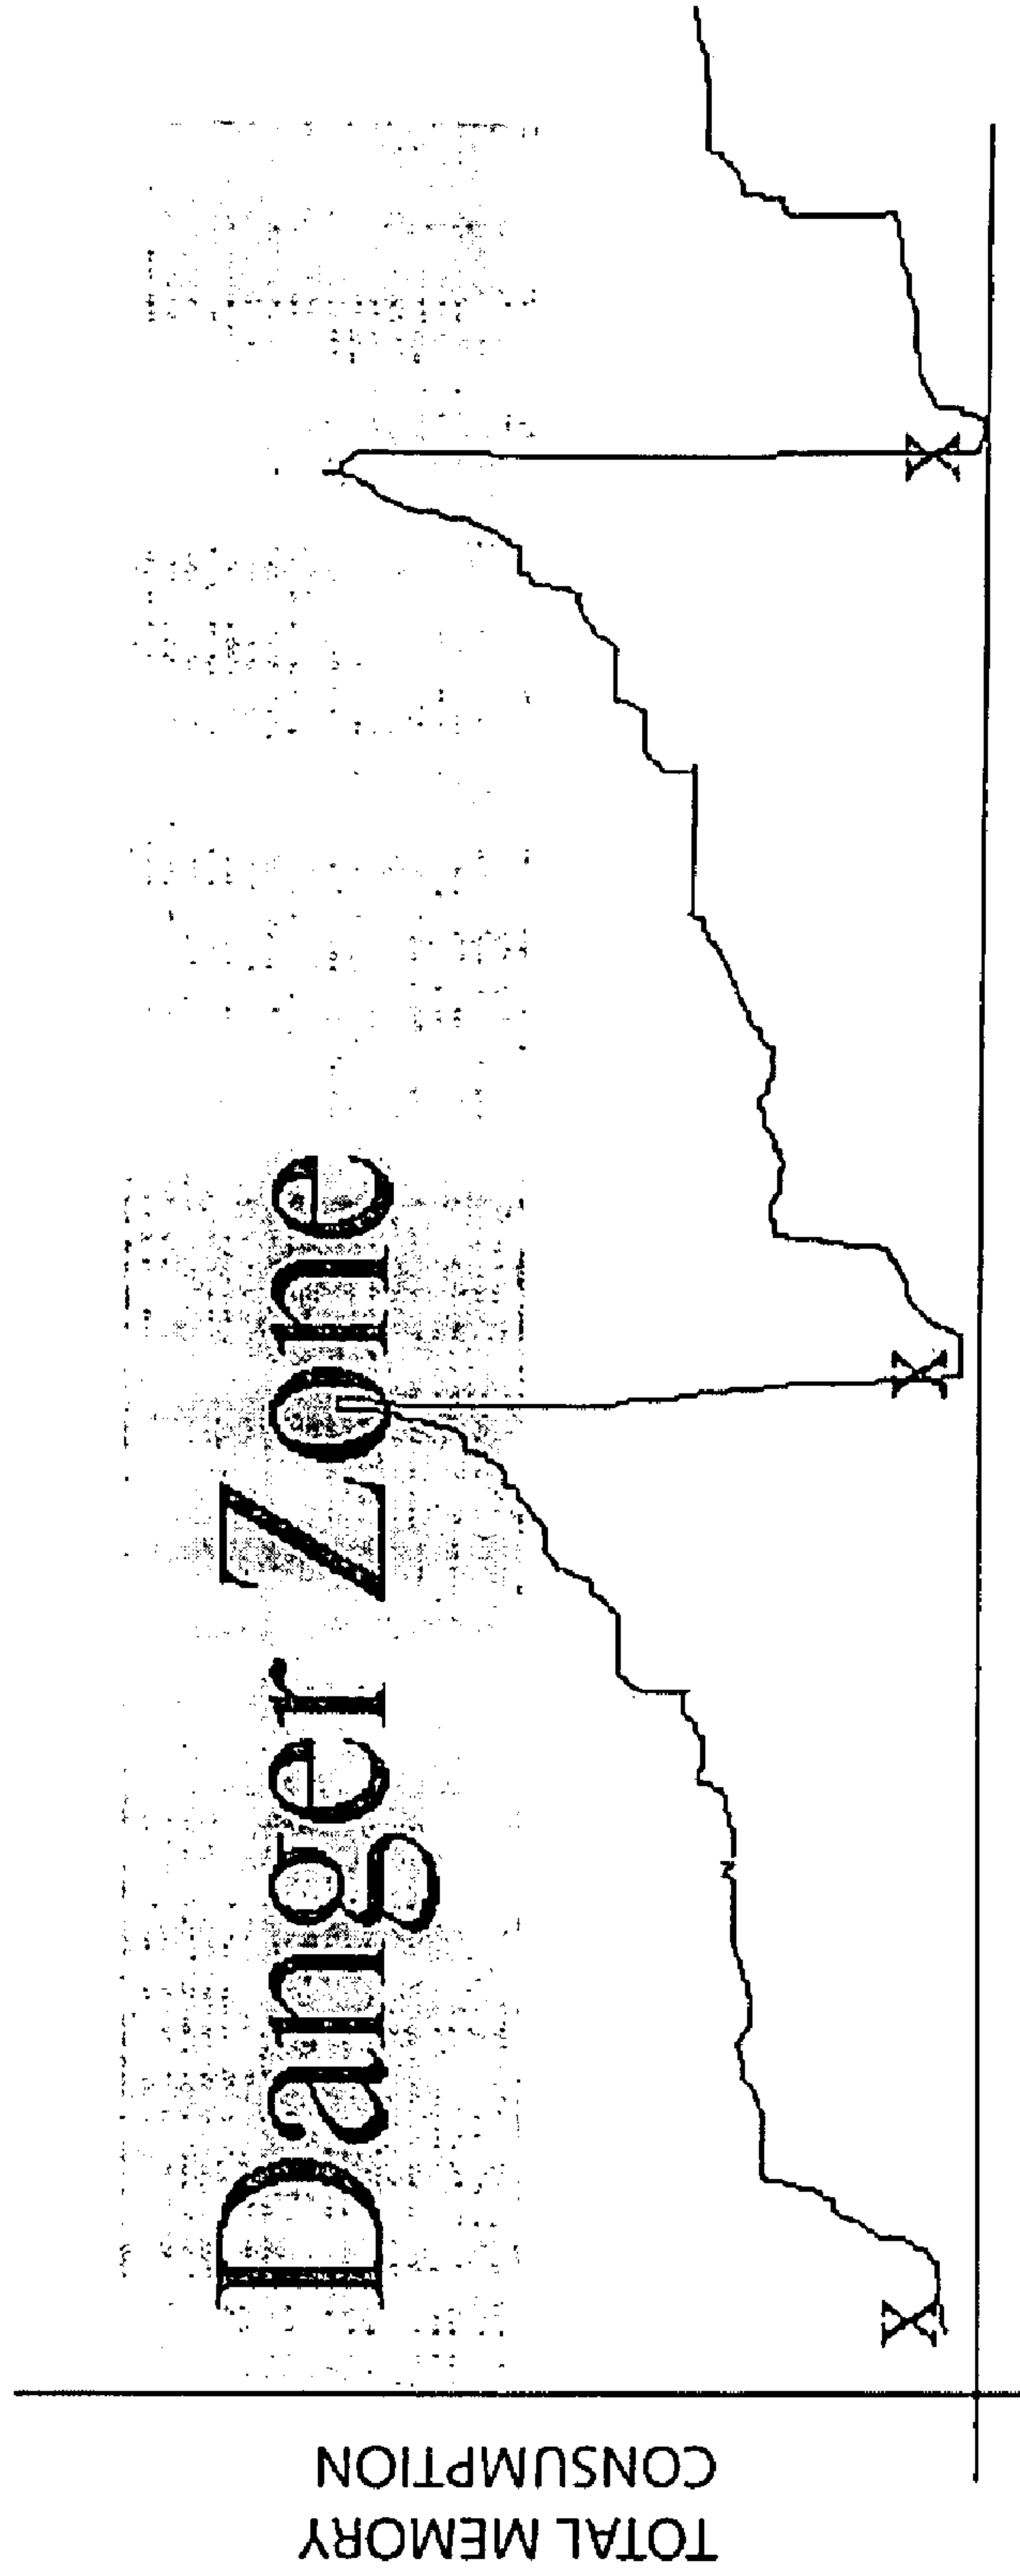 TOTAL MEMORY
CONSUMPTION
Danger Zone
X X X